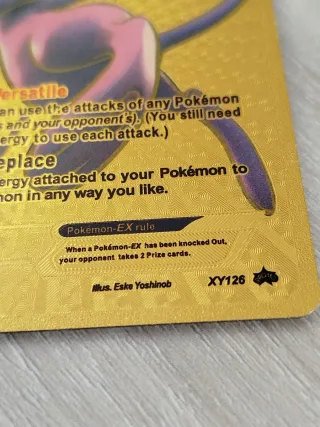 Versatile
can use the attacks of any Pokémon
s and your opponent's). (You still need
ergy to use each attack.)
eplace
ergy attached to your Pokémon to
mon in any way you like.
Pokémon-EX rule
When a Pokémon-EX has been knocked Out,
your opponent takes 2 Prize cards.
Illus. Eske Yoshinob
XY126